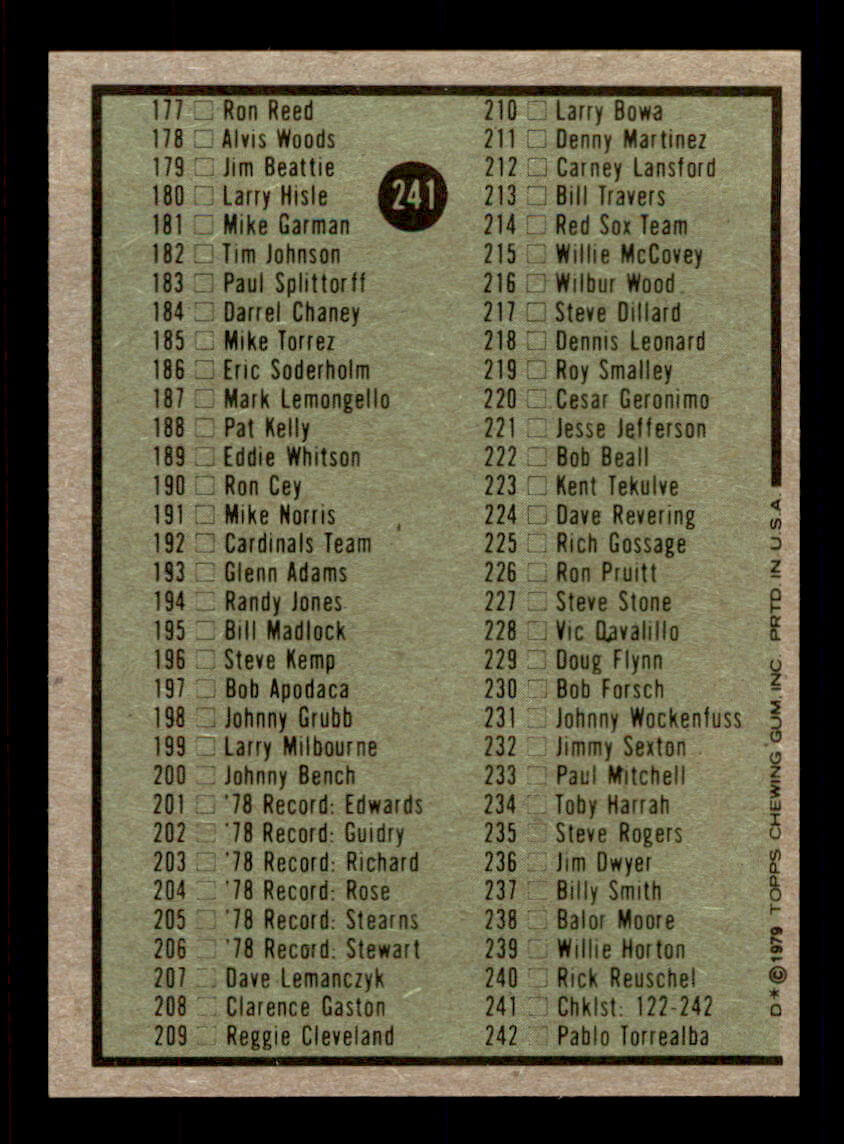 177 Ron Reed
178 Alvis Woods
179 Jim Beattie
180 Larry Hisle
181 Mike Garman
182 Tim Johnson
183 Paul Splittorff
184 Darrel Chaney
185 Mike Torrez
186 Eric Soderholm
187 Mark Lemongello
188 Pat Kelly
189 Eddie Whitson
190 Ron Cey
191 Mike Norris
192 Cardinals Team
193 Glenn Adams
194 Randy Jones
195 Bill Madlock
196 Steve Kemp
197 Bob Apodaca
198 Johnny Grubb
199 Larry Milbourne
200 Johnny Bench
201 '78 Record: Edwards
202 '78 Record: Guidry
203 '78 Record: Richard
204 '78 Record: Rose
205 '78 Record: Stearns
206 '78 Record: Stewart
207 Dave Lemanczyk
208 Clarence Gaston
209 Reggie Cleveland
241
210 Larry Bowa
211 Denny Martinez
212 Carney Lansford
213 Bill Travers
214 Red Sox Team
215 Willie McCovey
216 Wilbur Wood
217 Steve Dillard
218 Dennis Leonard
219 Roy Smalley
220 Cesar Geronimo
221 Jesse Jefferson
222 Bob Beall
223 Kent Tekulve
224 Dave Revering
225 Rich Gossage
226 Ron Pruitt
227 Steve Stone
228 Vic Davalillo
229 Doug Flynn
230 Bob Forsch
231 Johnny Wockenfuss
232 Jimmy Sexton
233 Paul Mitchell
234 Toby Harrah
235 Steve Rogers
236 Jim Dwyer
237 Billy Smith
238 Balor Moore
239 Willie Horton
240 Rick Reuschel
241 Chklst: 122-242
242 Pablo Torrealba
D*©1979 TOPPS CHEWING GUM, INC. PRTD. IN U.S.A.